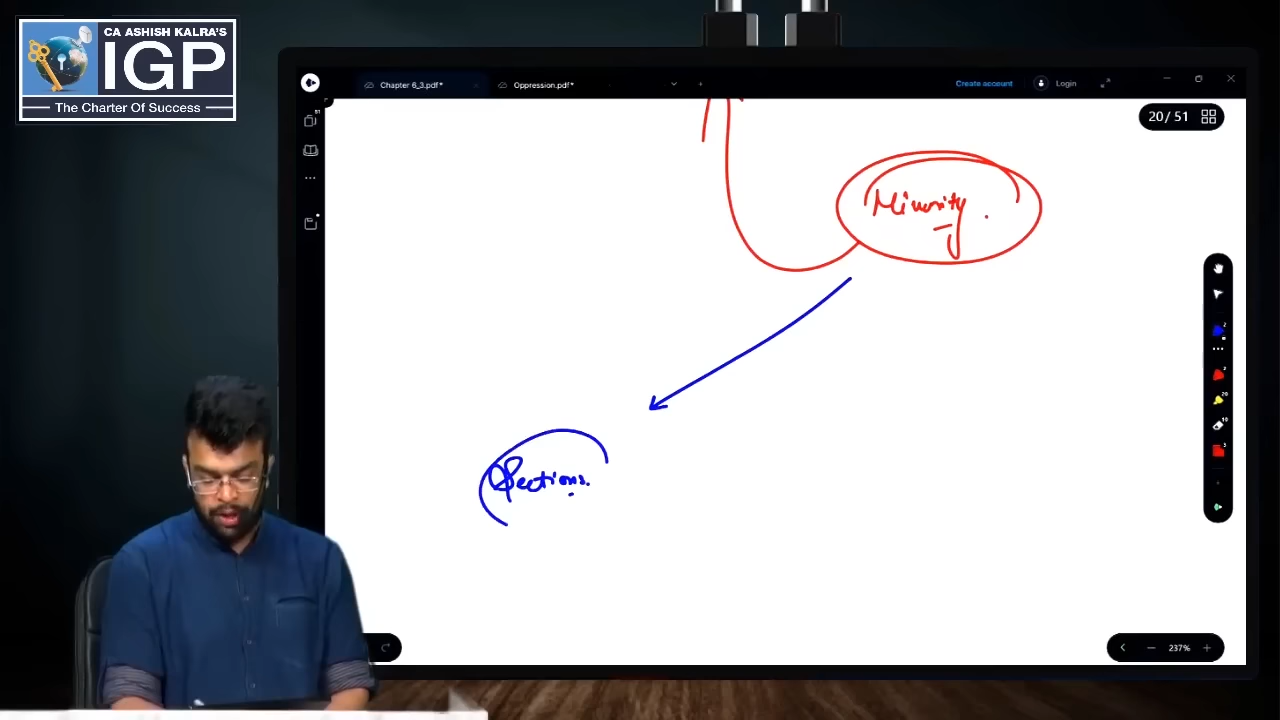 CA ASHISH KALRA'S
IGP
The Charter Of Success
Chapter 6_3.pdf*
Oppression.pdf*
Create account
Login
20/ 51
Minority.
Sections.
237%